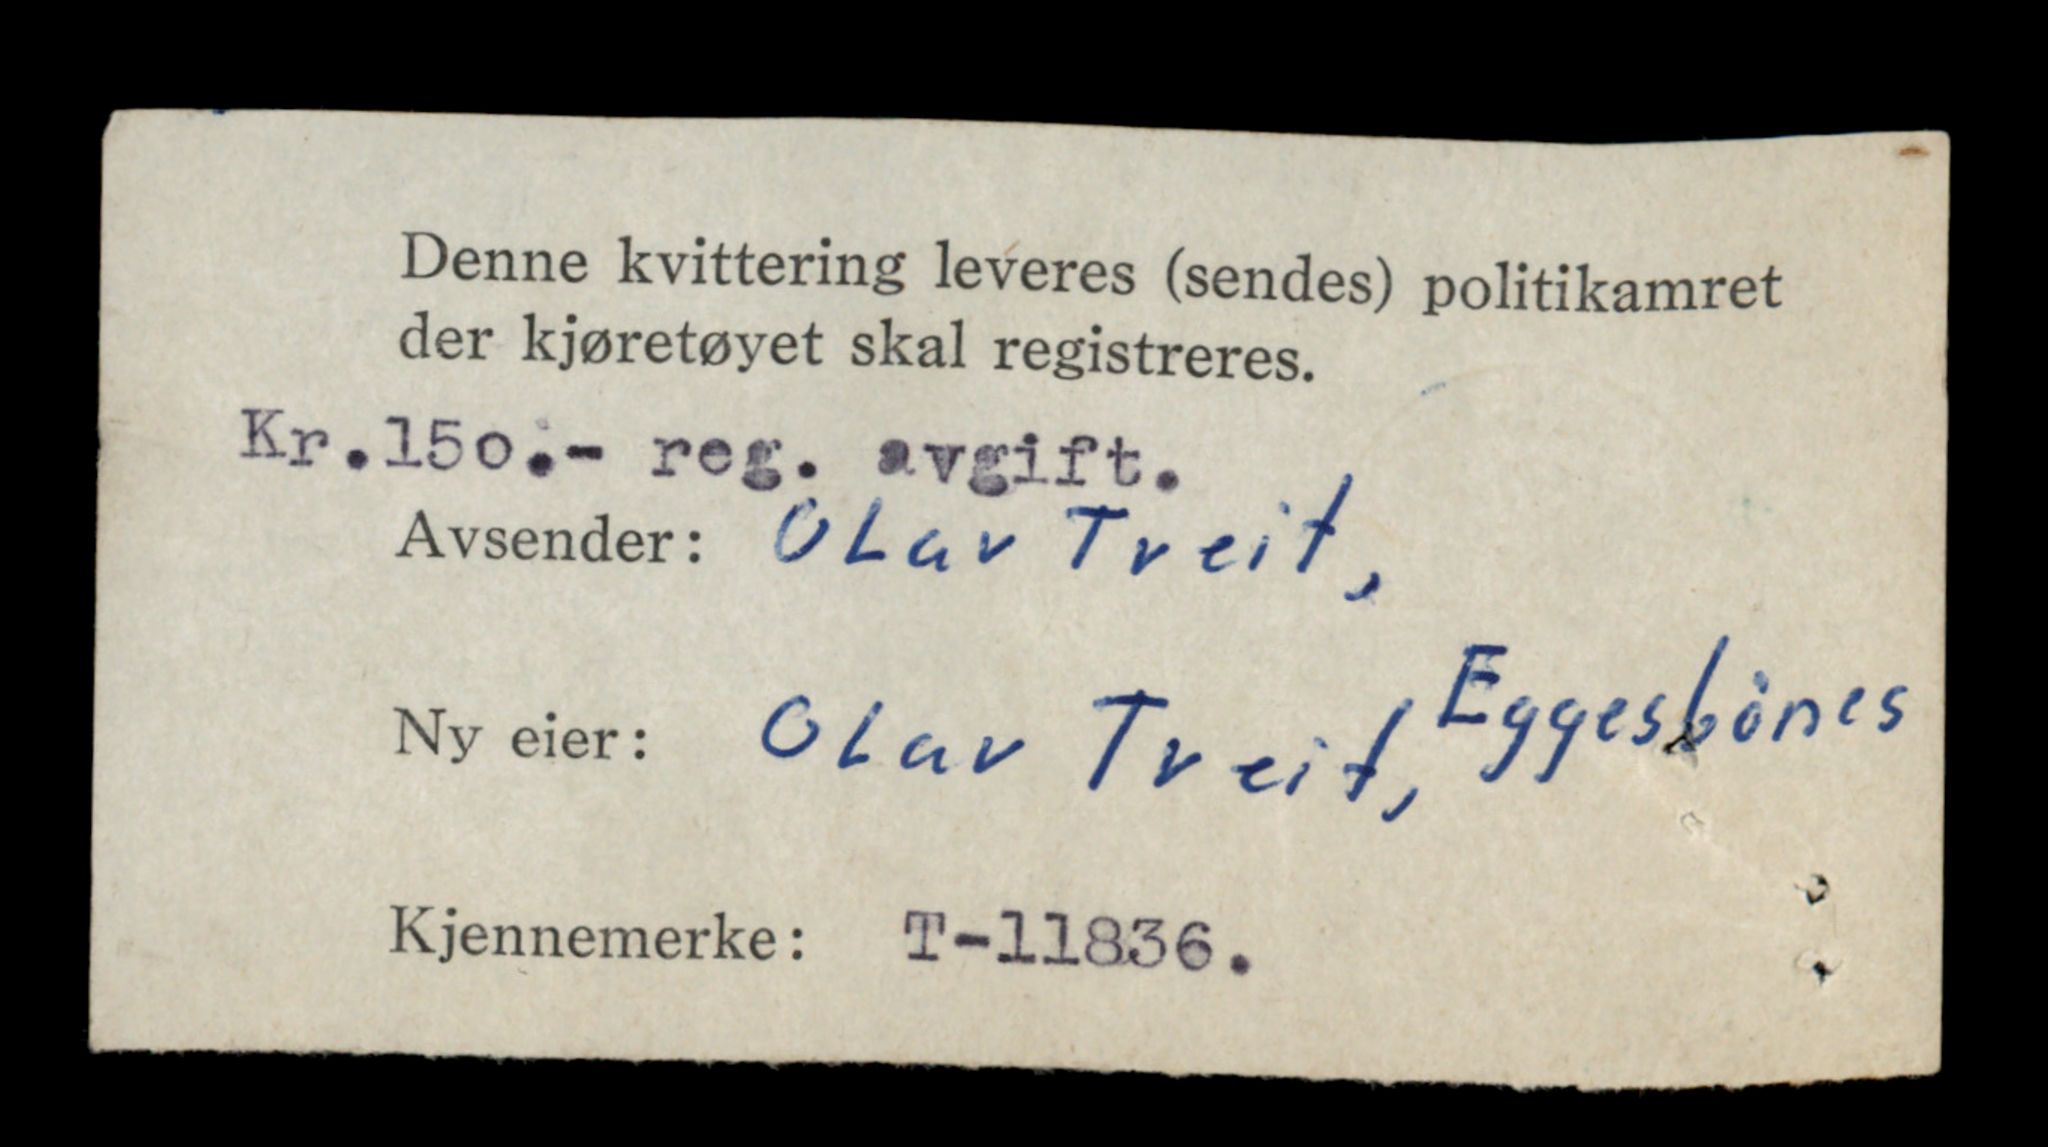 Denne kvittering leveres (sendes) politikamret
der kjøretøyet skal registreres.
Kr.150.- reg. avgift.
Avsender: Olav Treit,
Ny eier: Olav Treit, Eggesbönes
Kjennemerke: T-11836.